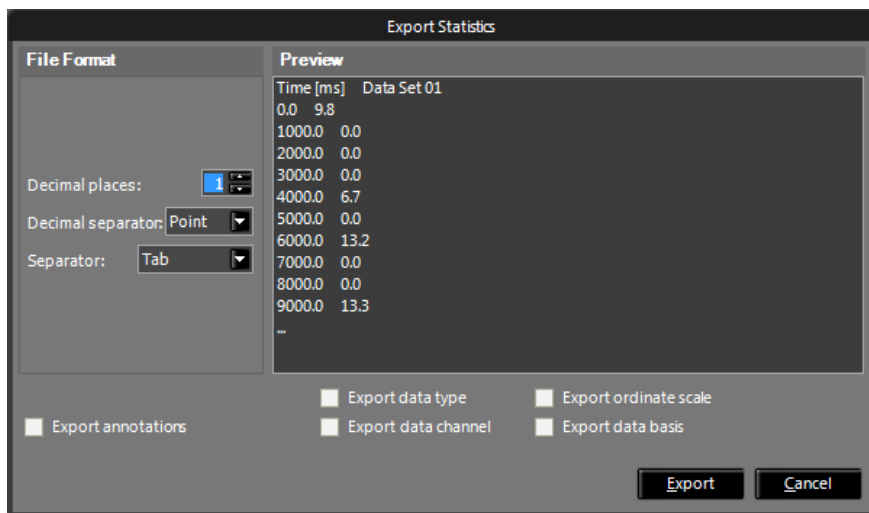 Export Statistics
File Format
Preview
Time [ms] Data Set 01
0.0 9.8
1000.0 0.0
2000.0 0.0
3000.0 0.0
4000.0 6.7
5000.0 0.0
6000.0 13.2
7000.0 0.0
8000.0 0.0
9000.0 13.3
...
Decimal places: 1
Decimal separator: Point
Separator: Tab
Export data type
Export ordinate scale
Export annotations
Export data channel
Export data basis
Export
Cancel